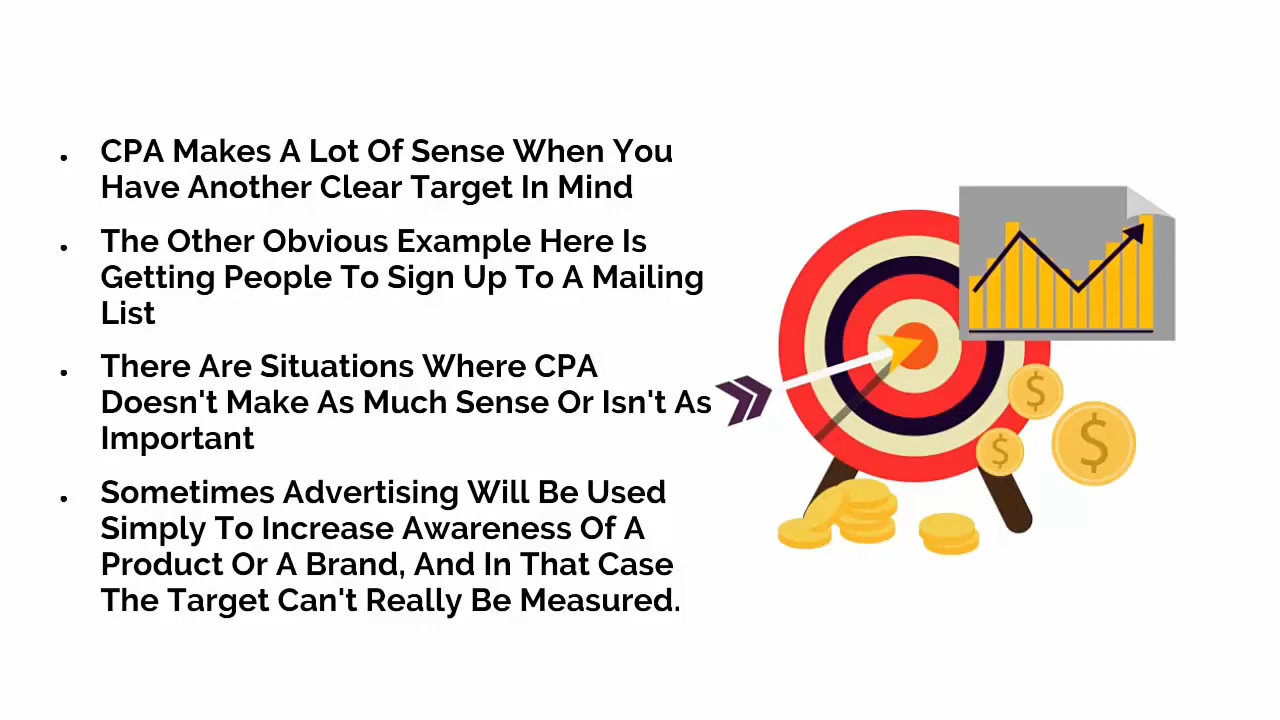 • CPA Makes A Lot Of Sense When You
Have Another Clear Target In Mind
• The Other Obvious Example Here Is
Getting People To Sign Up To A Mailing
List
• There Are Situations Where CPA
Doesn't Make As Much Sense Or Isn't As
Important
• Sometimes Advertising Will Be Used
Simply To Increase Awareness Of A
Product Or A Brand, And In That Case
The Target Can't Really Be Measured.
$
$
$